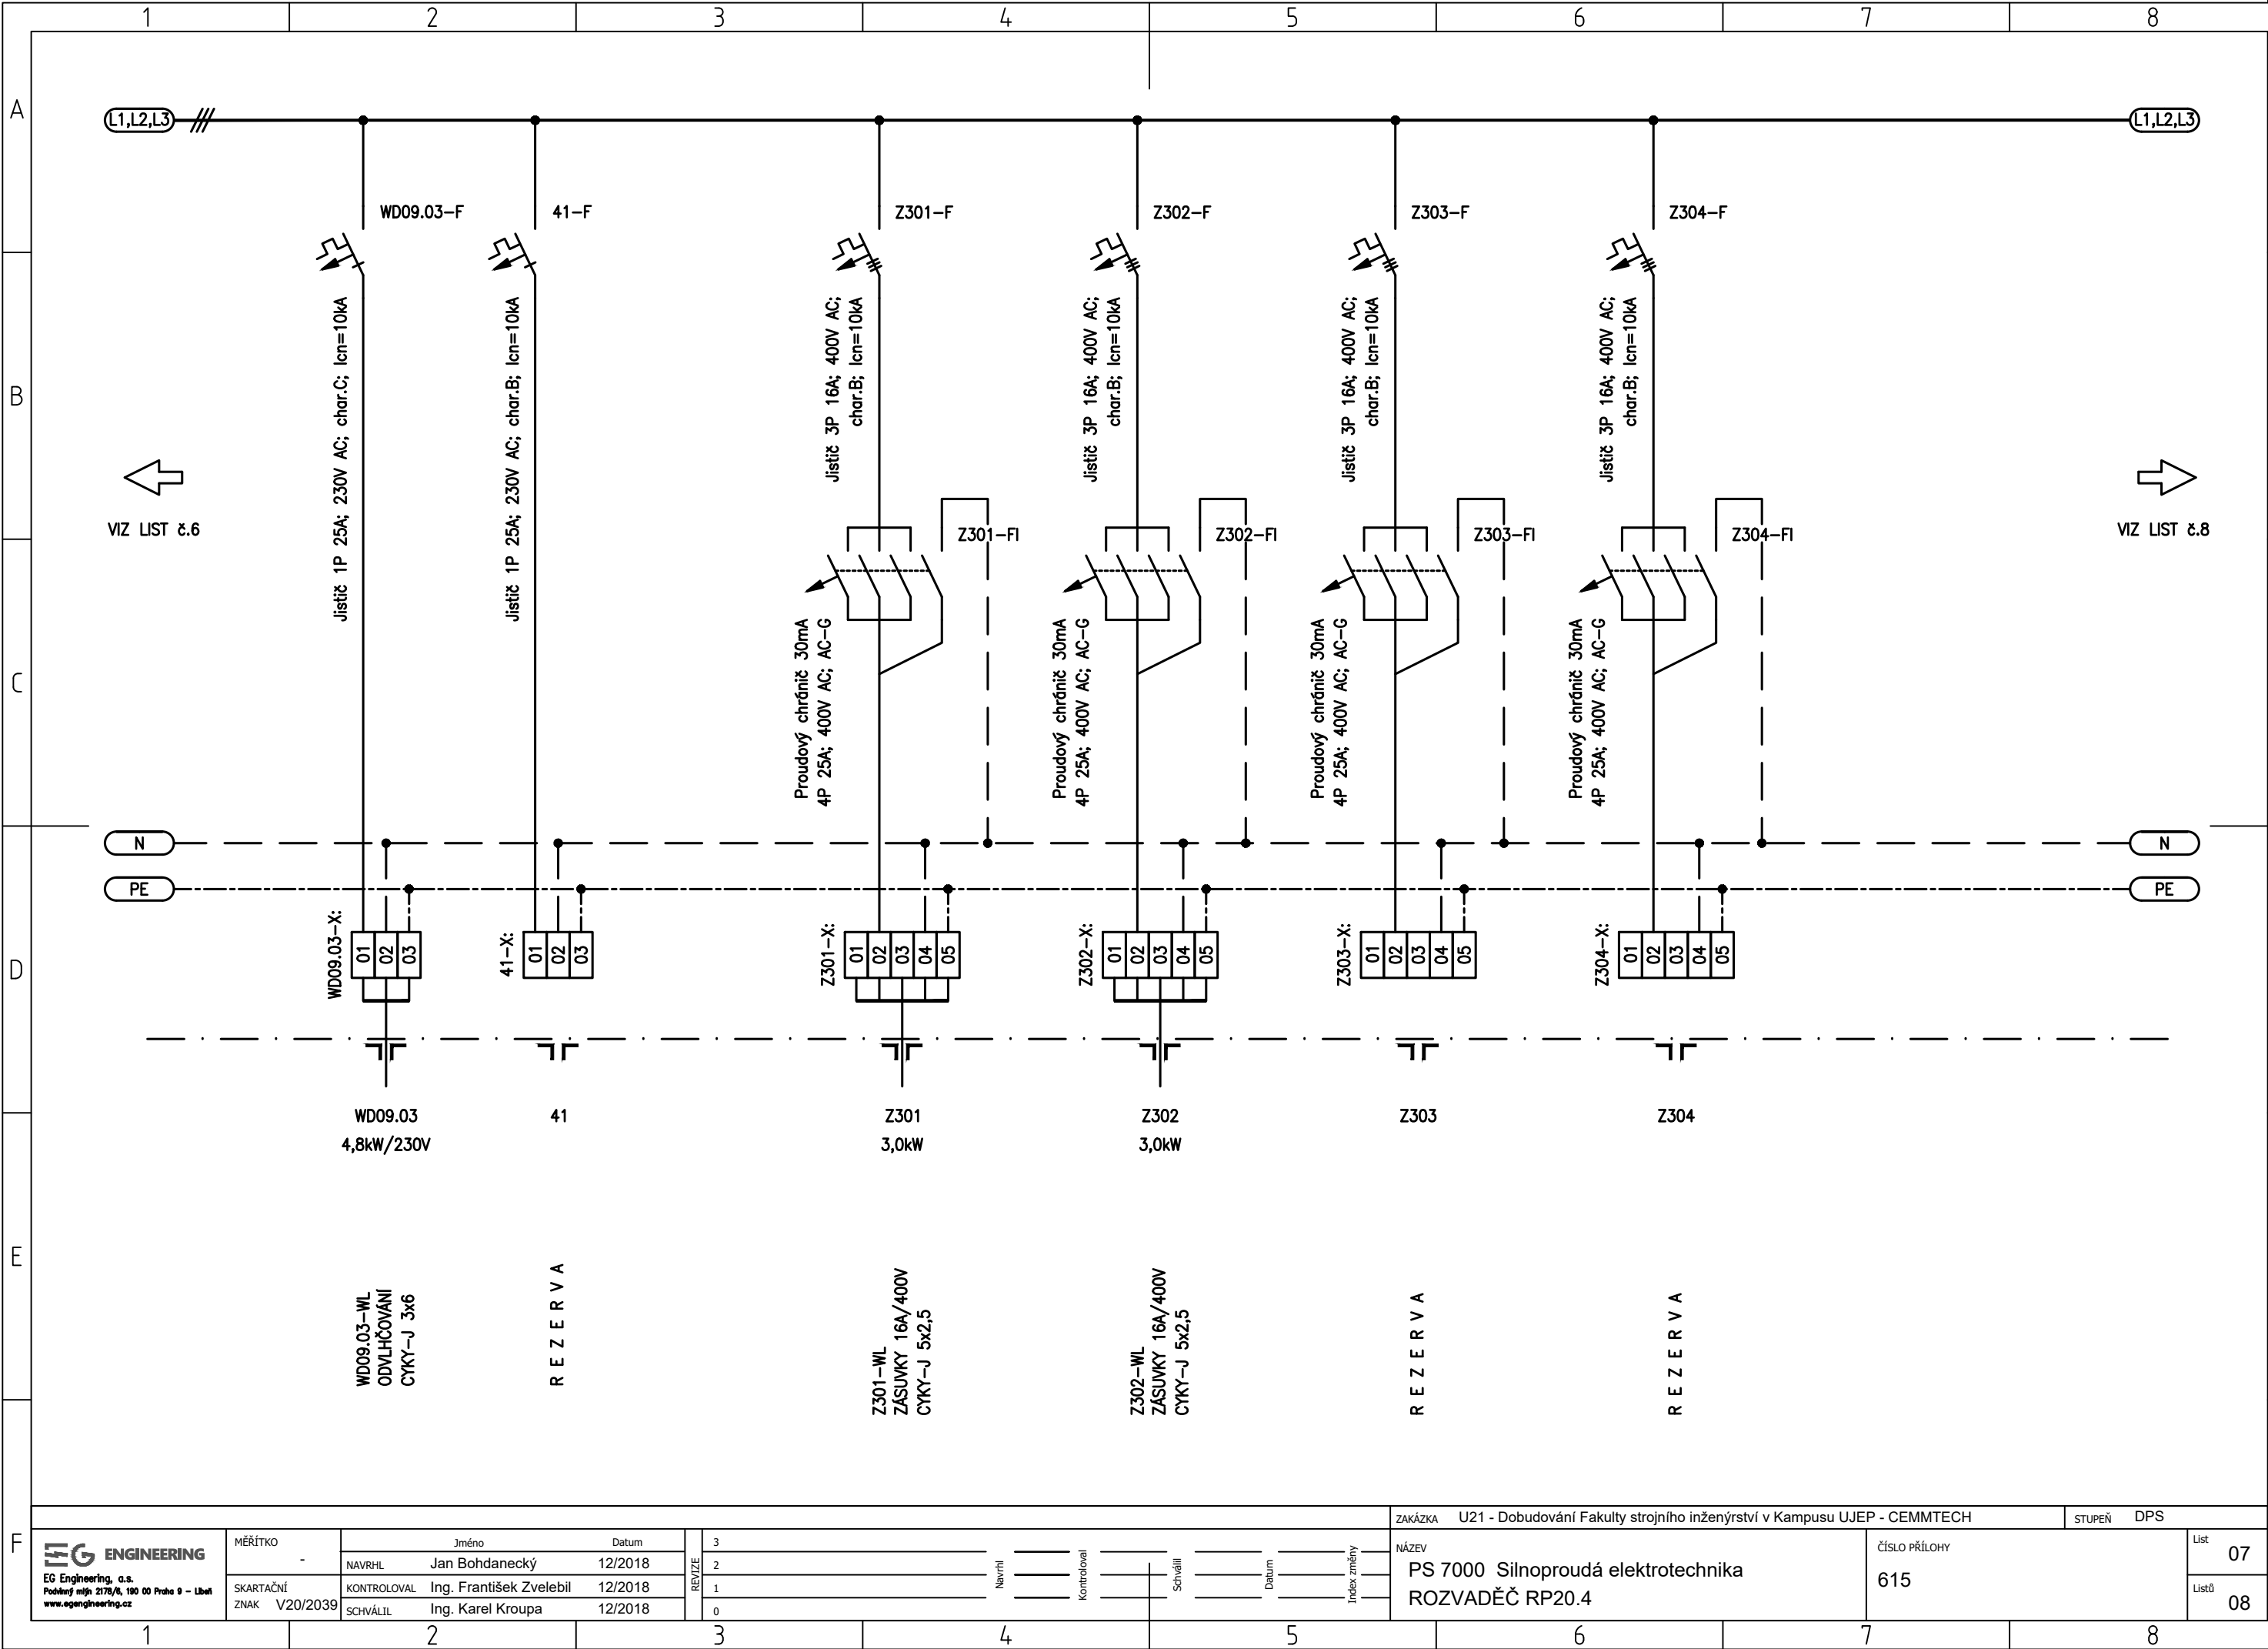 1 2 3 4 5 6 7 8
A
B
C
D
E
F
L1,L2,L3
L1,L2,L3
WD09.03-F
41-F
Z301-F
Z302-F
Z303-F
Z304-F
Jistič 1P 25A; 230V AC; char.C; Icn=10kA
Jistič 1P 25A; 230V AC; char.B; Icn=10kA
Jistič 3P 16A; 400V AC;
char.B; Icn=10kA
Jistič 3P 16A; 400V AC;
char.B; Icn=10kA
Jistič 3P 16A; 400V AC;
char.B; Icn=10kA
Jistič 3P 16A; 400V AC;
char.B; Icn=10kA
VIZ LIST č.6
VIZ LIST č.8
Z301-FI
Z302-FI
Z303-FI
Z304-FI
Proudový chránič 30mA
4P 25A; 400V AC; AC-G
Proudový chránič 30mA
4P 25A; 400V AC; AC-G
Proudový chránič 30mA
4P 25A; 400V AC; AC-G
Proudový chránič 30mA
4P 25A; 400V AC; AC-G
N
N
PE
PE
WD09.03-X:
01 02 03
41-X:
01 02 03
Z301-X:
01 02 03 04 05
Z302-X:
01 02 03 04 05
Z303-X:
01 02 03 04 05
Z304-X:
01 02 03 04 05
WD09.03
4,8kW/230V
41
Z301
3,0kW
Z302
3,0kW
Z303
Z304
WD09.03-WL
ODVLHČOVÁNÍ
CYKY-J 3x6
R E Z E R V A
Z301-WL
ZÁSUVKY 16A/400V
CYKY-J 5x2,5
Z302-WL
ZÁSUVKY 16A/400V
CYKY-J 5x2,5
R E Z E R V A
R E Z E R V A
EG ENGINEERING
EG Engineering, a.s.
Podvinný mlýn 2178/6, 190 00 Praha 9 - Libeň
www.egengineering.cz
MĚŘÍTKO
-
SKARTAČNÍ
ZNAK V20/2039
Jméno Datum
NAVRHL Jan Bohdanecký 12/2018
KONTROLOVAL Ing. František Zvelebil 12/2018
SCHVÁLIL Ing. Karel Kroupa 12/2018
REVIZE
3
2
1
0
Navrhl
Kontroloval
Schválil
Datum
Index změny
ZAKÁZKA U21 - Dobudování Fakulty strojního inženýrství v Kampusu UJEP - CEMMTECH
STUPEŇ DPS
NÁZEV
PS 7000 Silnoproudá elektrotechnika
ROZVADĚČ RP20.4
ČÍSLO PŘÍLOHY
615
List
07
Listů
08
1 2 3 4 5 6 7 8